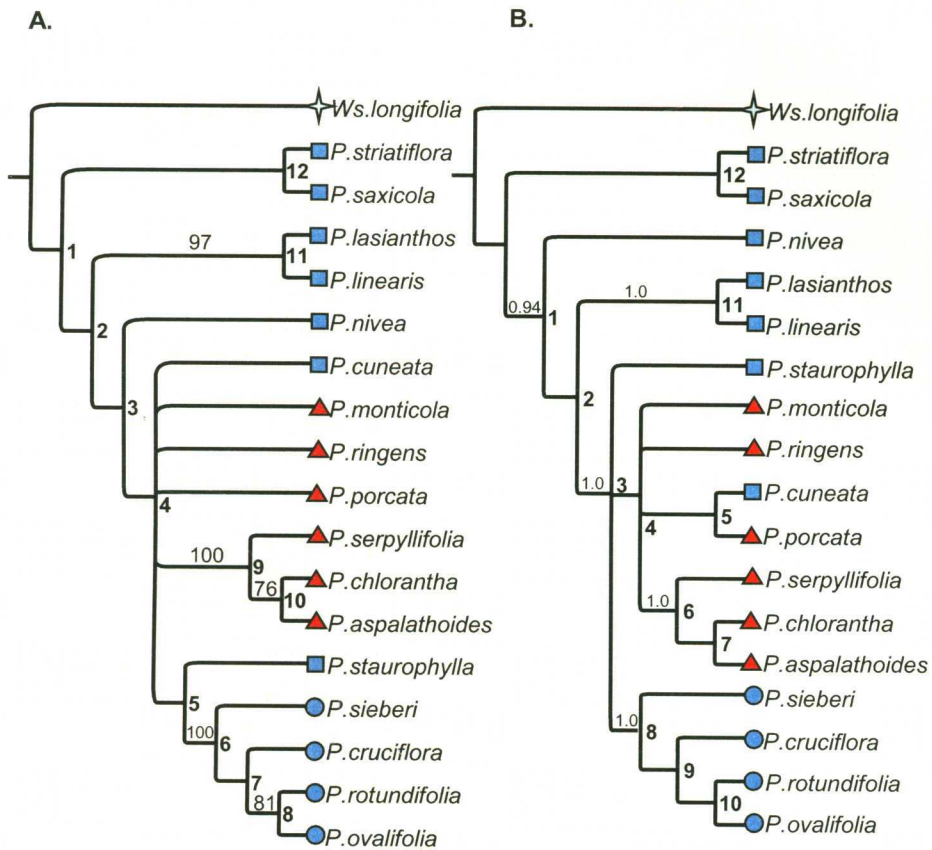 A.
Ws.longifolia
P.striatiflora
12
P.saxicola
1
97
P.lasianthos
11
P.linearis
2
P.nivea
3
P.cuneata
P.monticola
P.ringens
4
P.porcata
100
P.serpyllifolia
9
76
P.chlorantha
10
P.aspalathoides
P.staurophylla
5
100
P.sieberi
6
P.cruciflora
7
81
P.rotundifolia
8
P.ovalifolia
B.
Ws.longifolia
P.striatiflora
12
P.saxicola
0.94
1
P.nivea
1.0
P.lasianthos
11
P.linearis
2
P.staurophylla
1.0
3
P.monticola
P.ringens
4
P.cuneata
5
P.porcata
1.0
P.serpyllifolia
6
P.chlorantha
7
P.aspalathoides
1.0
P.sieberi
8
P.cruciflora
9
P.rotundifolia
10
P.ovalifolia